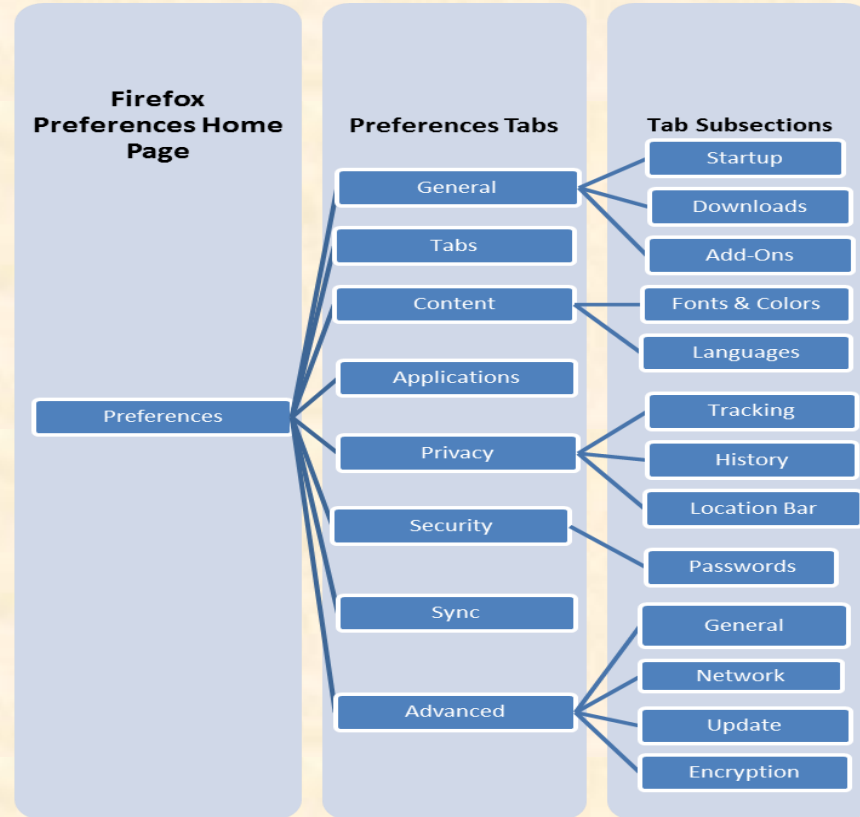 Firefox
Preferences Home
Page
Preferences
Preferences Tabs
General
Tabs
Content
Applications
Privacy
Security
Sync
Advanced
Tab Subsections
Startup
Downloads
Add-Ons
Fonts & Colors
Languages
Tracking
History
Location Bar
Passwords
General
Network
Update
Encryption